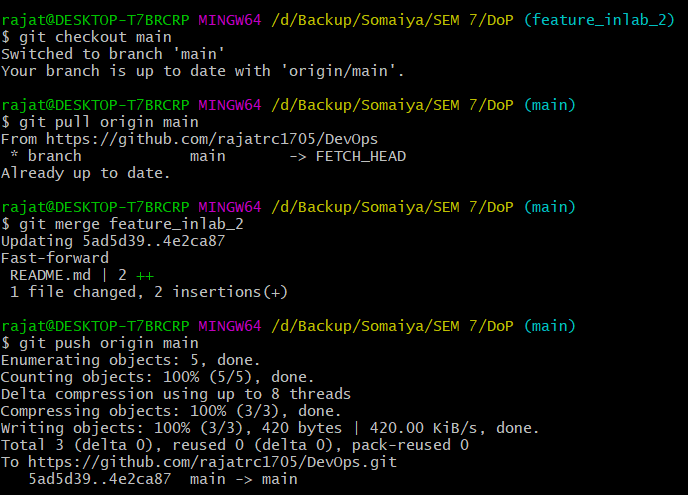 rajat@DESKTOP-T7BRCRP MINGW64 /d/Backup/Somaiya/SEM 7/DoP (feature_inlab_2)
$ git checkout main
Switched to branch 'main'
Your branch is up to date with 'origin/main'.
rajat@DESKTOP-T7BRCRP MINGW64 /d/Backup/Somaiya/SEM 7/DoP (main)
$ git pull origin main
From https://github.com/rajatrc1705/DevOps
 * branch            main       -> FETCH_HEAD
Already up to date.
rajat@DESKTOP-T7BRCRP MINGW64 /d/Backup/Somaiya/SEM 7/DoP (main)
$ git merge feature_inlab_2
Updating 5ad5d39..4e2ca87
Fast-forward
 README.md | 2 ++
 1 file changed, 2 insertions(+)
rajat@DESKTOP-T7BRCRP MINGW64 /d/Backup/Somaiya/SEM 7/DoP (main)
$ git push origin main
Enumerating objects: 5, done.
Counting objects: 100% (5/5), done.
Delta compression using up to 8 threads
Compressing objects: 100% (3/3), done.
Writing objects: 100% (3/3), 420 bytes | 420.00 KiB/s, done.
Total 3 (delta 0), reused 0 (delta 0), pack-reused 0
To https://github.com/rajatrc1705/DevOps.git
   5ad5d39..4e2ca87  main -> main